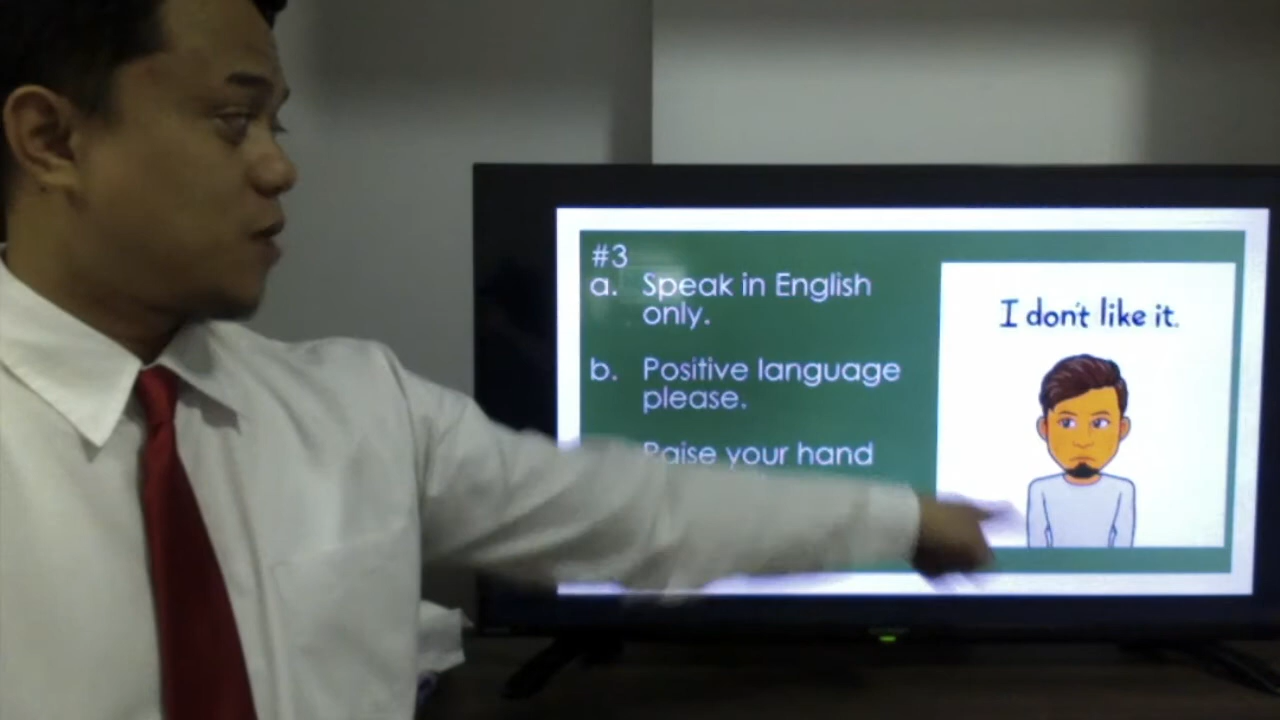 #3
a. Speak in English
only.
b. Positive language
please.
Raise your hand
I don't like it.